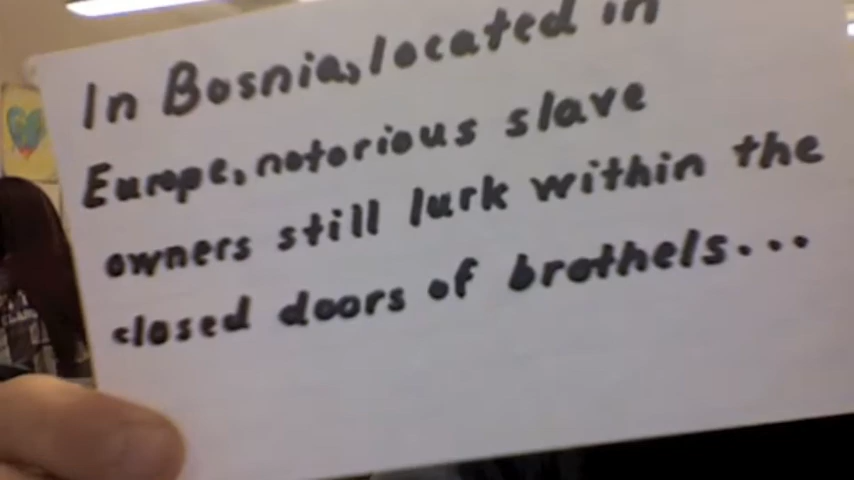 In Bosnia, located in
Europe, notorious slave
owners still lurk within the
closed doors of brothels...